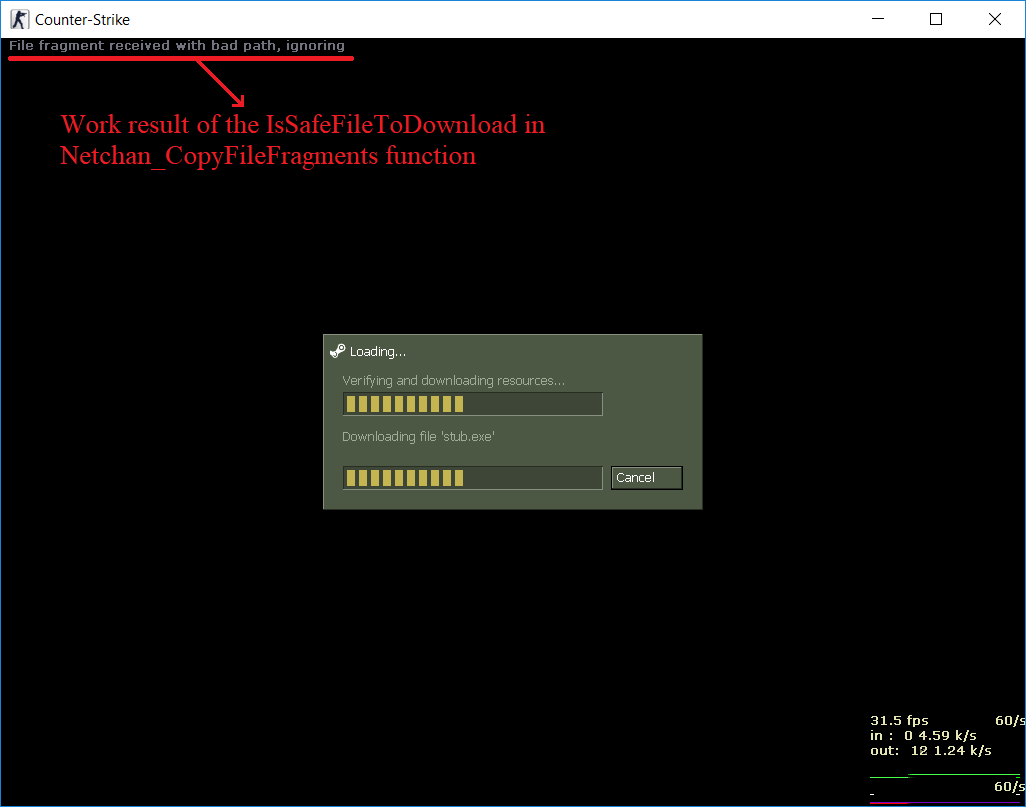 Counter-Strike
File fragment received with bad path, ignoring
Work result of the IsSafeFileToDownload in
Netchan_CopyFileFragments function
Loading...
Verifying and downloading resources...
Downloading file 'stub.exe'
Cancel
31.5 fps 60/s
in : 0 4.59 k/s
out: 12 1.24 k/s
60/s